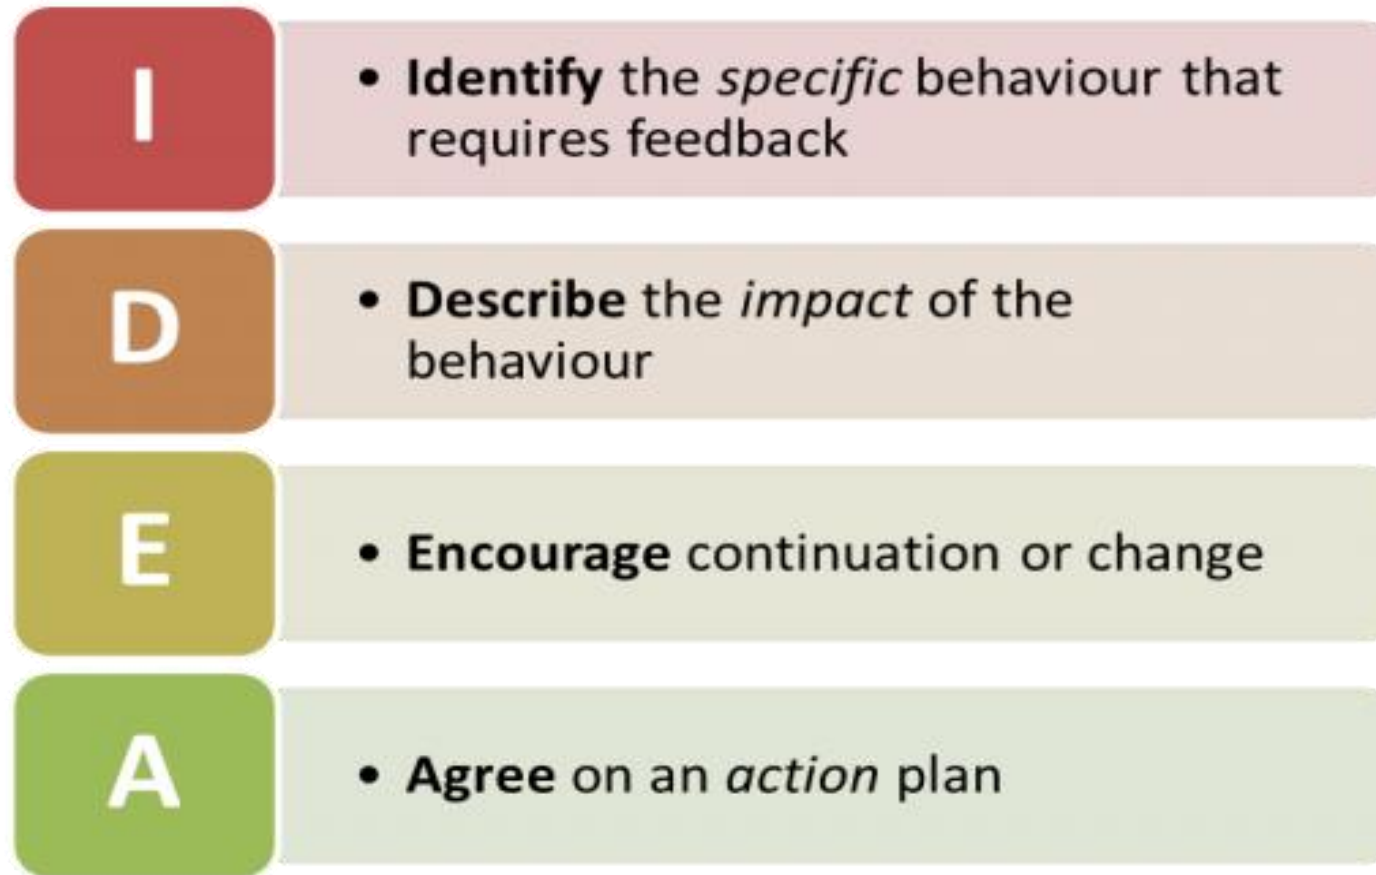 I
• Identify the specific behaviour that
requires feedback
D
• Describe the impact of the
behaviour
E
• Encourage continuation or change
A
• Agree on an action plan